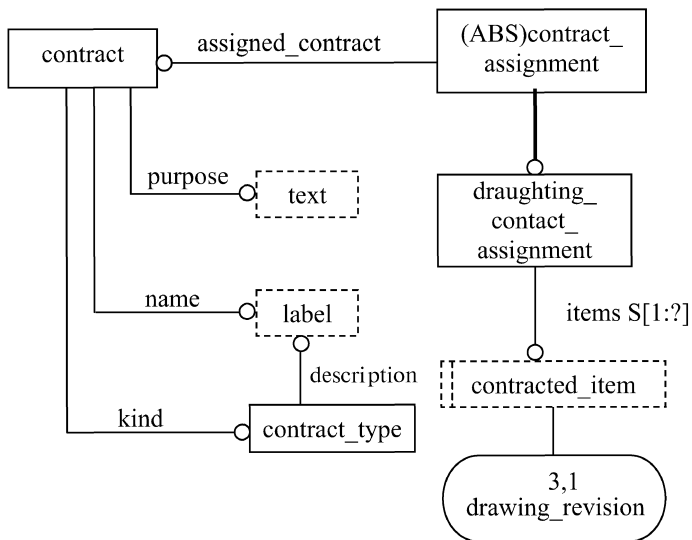 contract
assigned_contract
(ABS)contract_
assignment
purpose
text
draughting_
contact_
assignment
name
label
items S[1:?]
description
contracted_item
kind
contract_type
3,1
drawing_revision